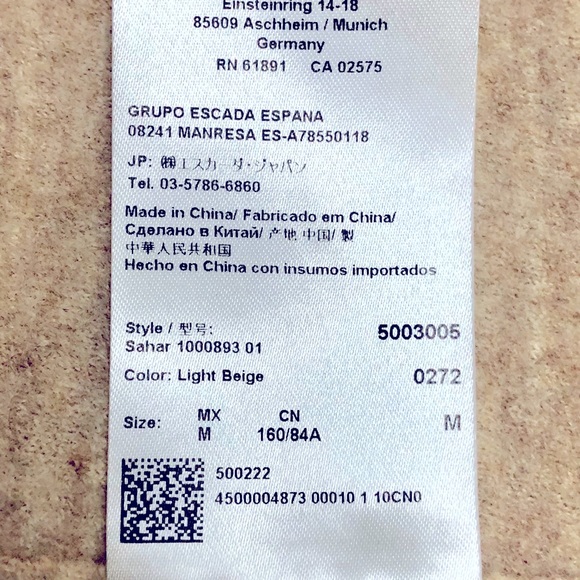 Einsteinring 14-18
85609 Aschheim / Munich
Germany
RN 61891 CA 02575
GRUPO ESCADA ESPANA
08241 MANRESA ES-A78550118
JP: ㈱エスカーダ・ジャパン
Tel. 03-5786-6860
Made in China/ Fabricado em China/
Сделано в Китай/ 产地 中国/ 製
中華人民共和国
Hecho en China con insumos importados
Style / 型号: 5003005
Sahar 1000893 01
Color: Light Beige 0272
MX CN
Size: M 160/84A M
500222
4500004873 00010 1 10CN0